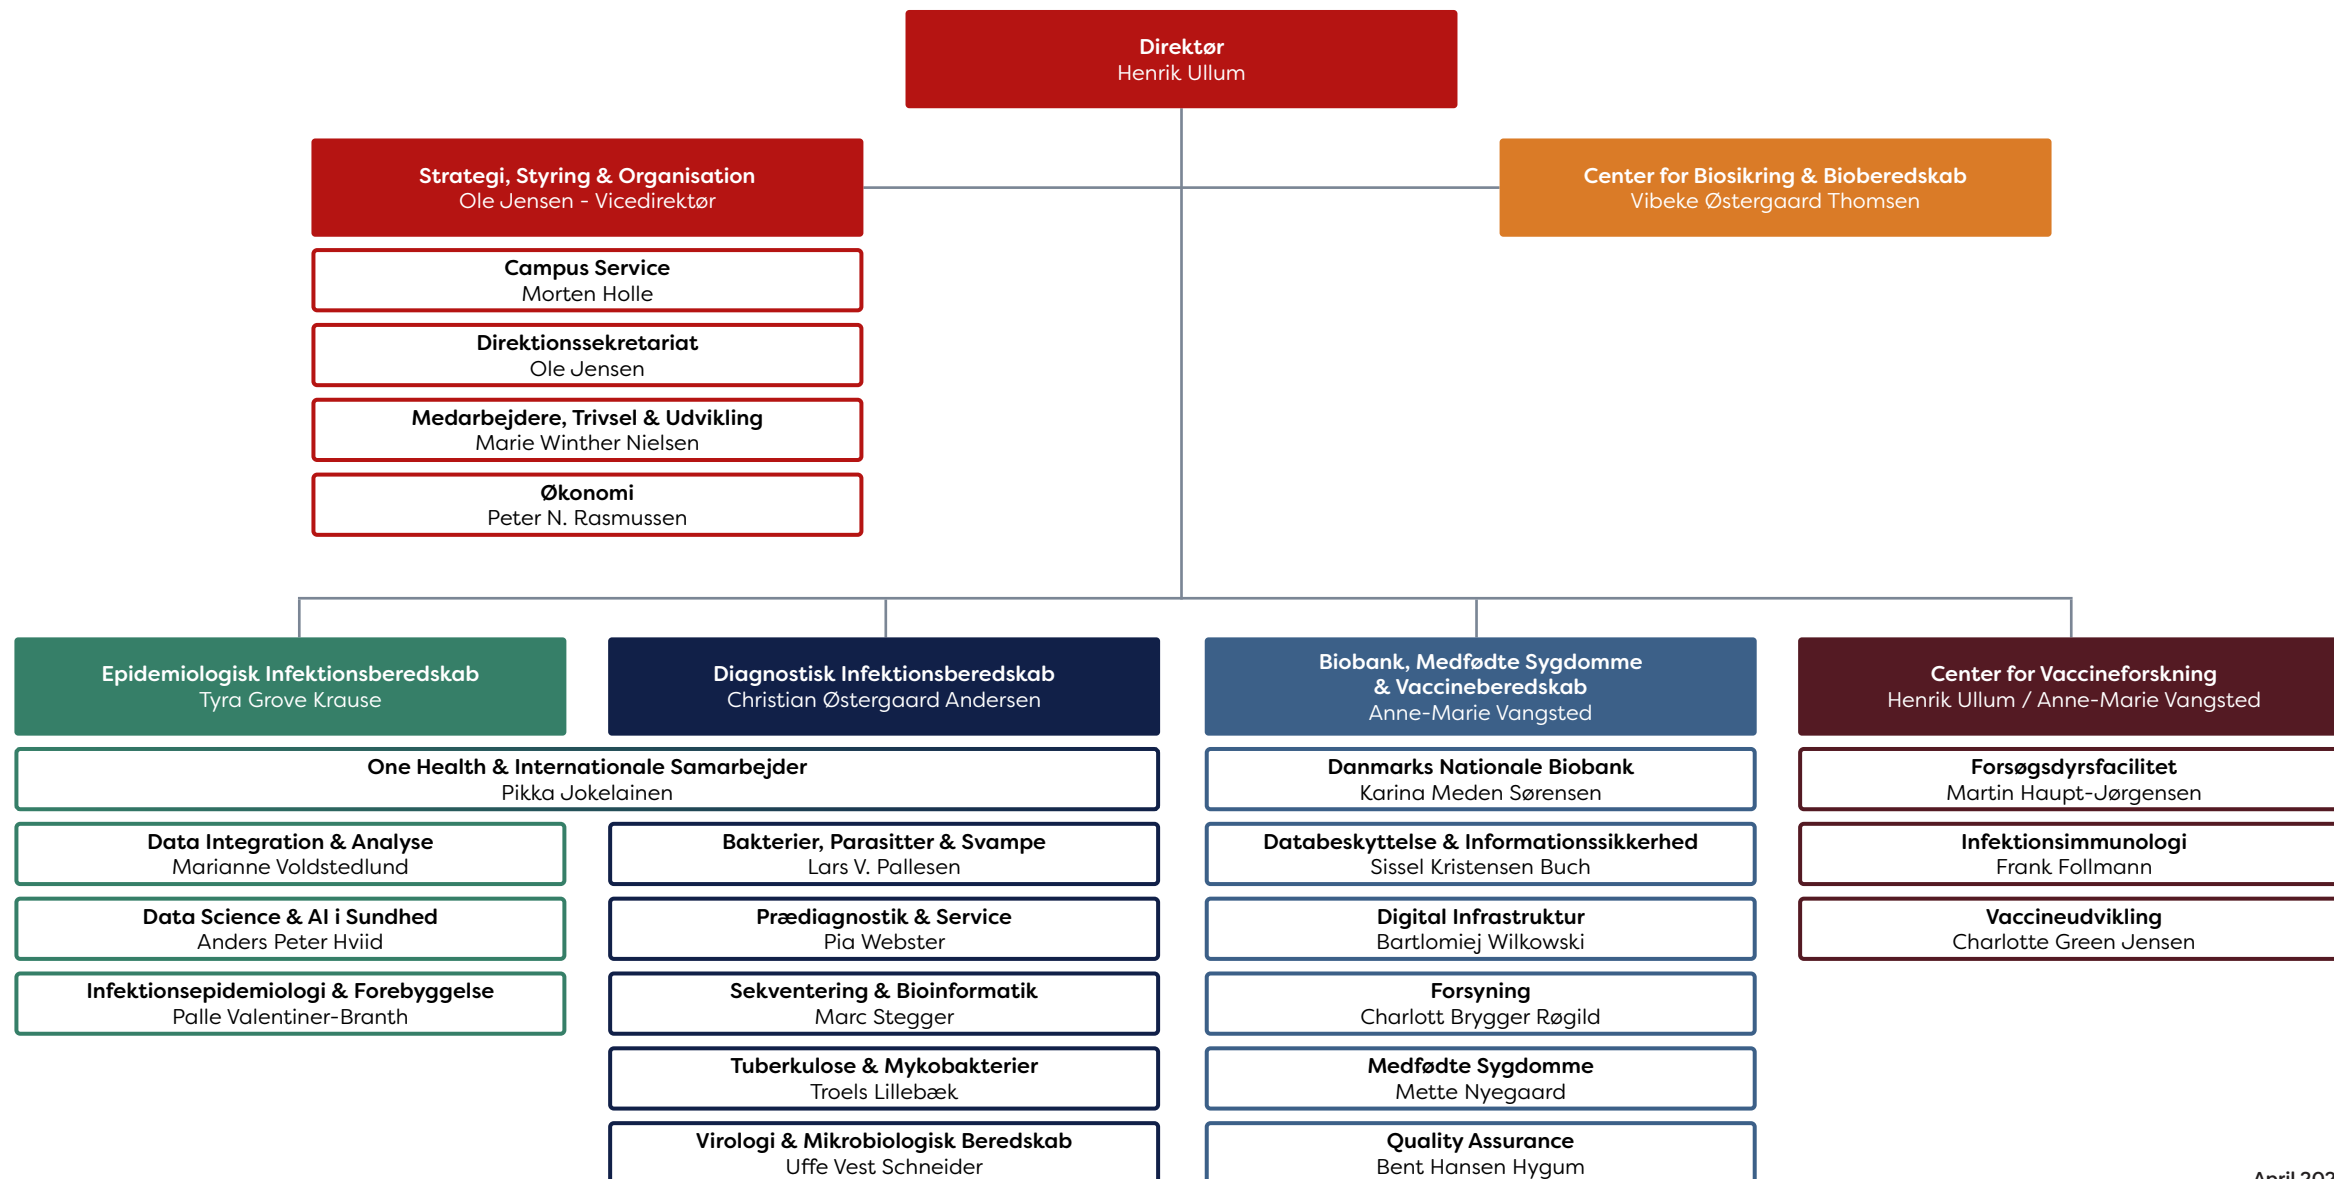 Direktør
Henrik Ullum
Strategi, Styring & Organisation
Ole Jensen - Vicedirektør
Center for Biosikring & Bioberedskab
Vibeke Østergaard Thomsen
Campus Service
Morten Holle
Direktionssekretariat
Ole Jensen
Medarbejdere, Trivsel & Udvikling
Marie Winther Nielsen
Økonomi
Peter N. Rasmussen
Epidemiologisk Infektionsberedskab
Tyra Grove Krause
Diagnostisk Infektionsberedskab
Christian Østergaard Andersen
Biobank, Medfødte Sygdomme
& Vaccineberedskab
Anne-Marie Vangsted
Center for Vaccineforskning
Henrik Ullum / Anne-Marie Vangsted
One Health & Internationale Samarbejder
Pikka Jokelainen
Data Integration & Analyse
Marianne Voldstedlund
Data Science & AI i Sundhed
Anders Peter Hviid
Infektionsepidemiologi & Forebyggelse
Palle Valentiner-Branth
Bakterier, Parasitter & Svampe
Lars V. Pallesen
Prædiagnostik & Service
Pia Webster
Sekventering & Bioinformatik
Marc Stegger
Tuberkulose & Mykobakterier
Troels Lillebæk
Virologi & Mikrobiologisk Beredskab
Uffe Vest Schneider
Danmarks Nationale Biobank
Karina Meden Sørensen
Databeskyttelse & Informationssikkerhed
Sissel Kristensen Buch
Digital Infrastruktur
Bartlomiej Wilkowski
Forsyning
Charlott Brygger Røgild
Medfødte Sygdomme
Mette Nyegaard
Quality Assurance
Bent Hansen Hygum
Forsøgsdyrsfacilitet
Martin Haupt-Jørgensen
Infektionsimmunologi
Frank Follmann
Vaccineudvikling
Charlotte Green Jensen
April